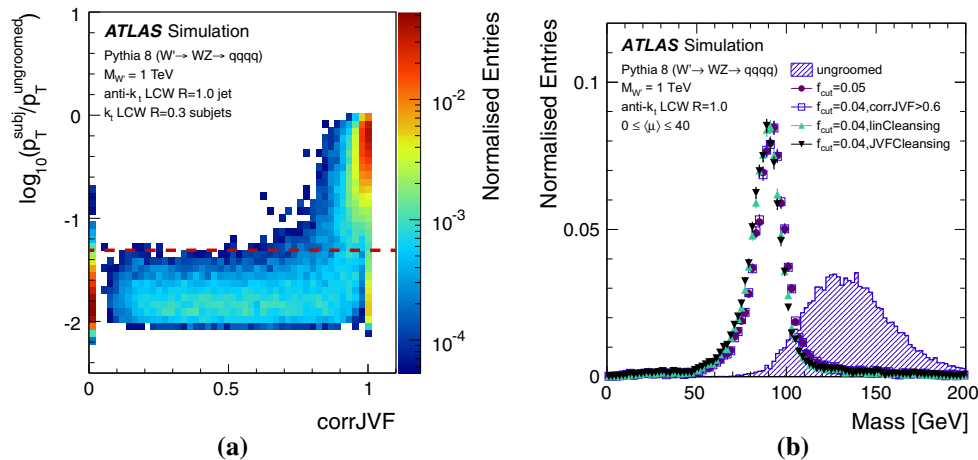 ATLAS Simulation
Pythia 8 (W'→ WZ→ qqqq)
M_W' = 1 TeV
anti-k_t LCW R=1.0 jet
k_t LCW R=0.3 subjets
log_10(p_T^subj/p_T^ungroomed)
1
0
-1
-2
0
0.5
1
corrJVF
10^-2
10^-3
10^-4
Normalised Entries
(a)
ATLAS Simulation
Pythia 8 (W'→ WZ→ qqqq)
M_W' = 1 TeV
anti-k_t LCW R=1.0
0 ≤ ⟨μ⟩ ≤ 40
ungroomed
f_cut=0.05
f_cut=0.04,corrJVF>0.6
f_cut=0.04,linCleansing
f_cut=0.04,JVFCleansing
Normalised Entries
0.1
0.05
0
0
50
100
150
200
Mass [GeV]
(b)